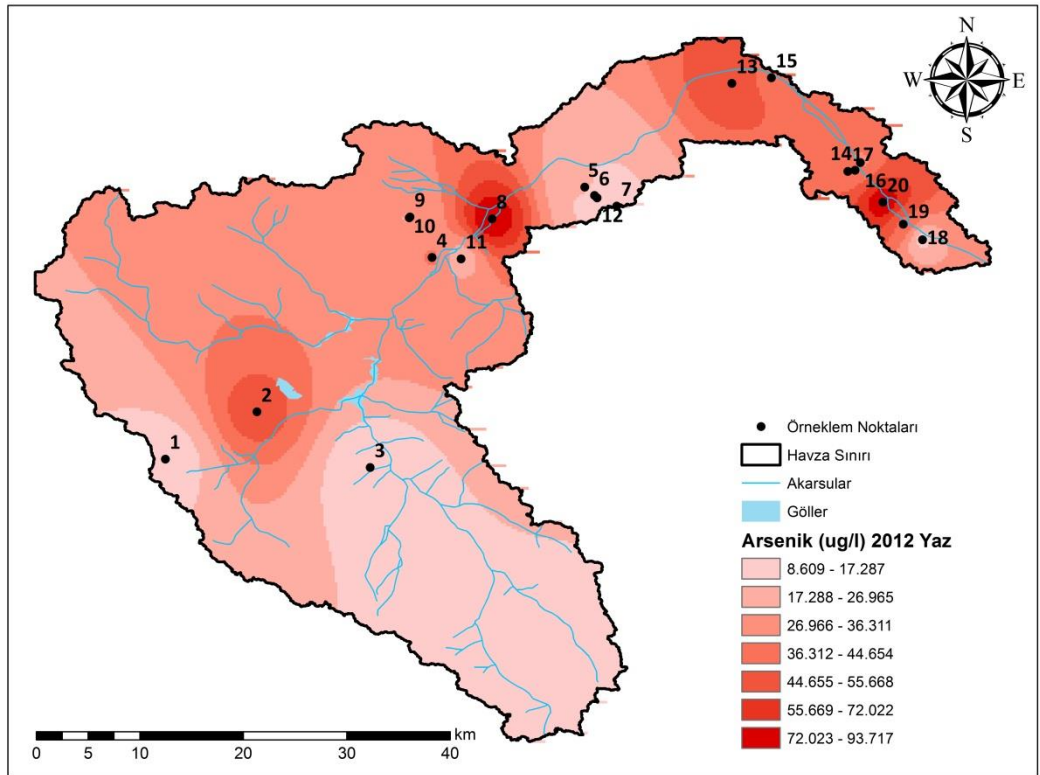 N
W E
S
13
15
14
17
16
20
19
18
5
6
7
12
8
9
10
4
11
2
1
3
Örneklem Noktaları
Havza Sınırı
Akarsular
Göller
Arsenik (ug/l) 2012 Yaz
8.609 - 17.287
17.288 - 26.965
26.966 - 36.311
36.312 - 44.654
44.655 - 55.668
55.669 - 72.022
72.023 - 93.717
km
0 5 10 20 30 40